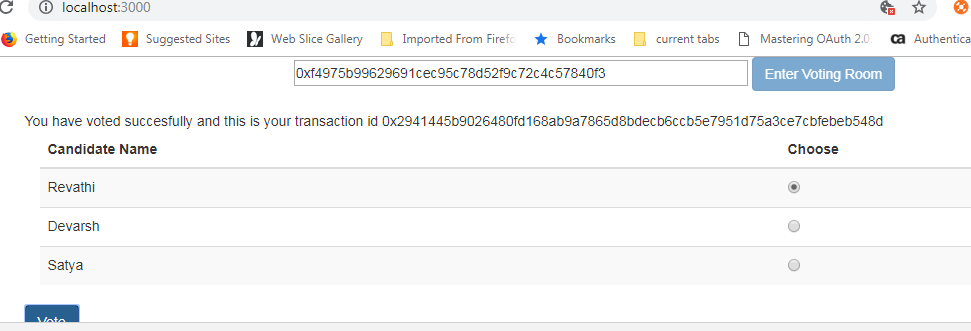 localhost:3000
Getting Started Suggested Sites Web Slice Gallery Imported From Firefo Bookmarks current tabs Mastering OAuth 2.0 ca Authentica
0xf4975b99629691cec95c78d52f9c72c4c57840f3 Enter Voting Room
You have voted succesfully and this is your transaction id 0x2941445b9026480fd168ab9a7865d8bdecb6ccb5e7951d75a3ce7cbfebeb548d
Candidate Name Choose
Revathi
Devarsh
Satya
Vote